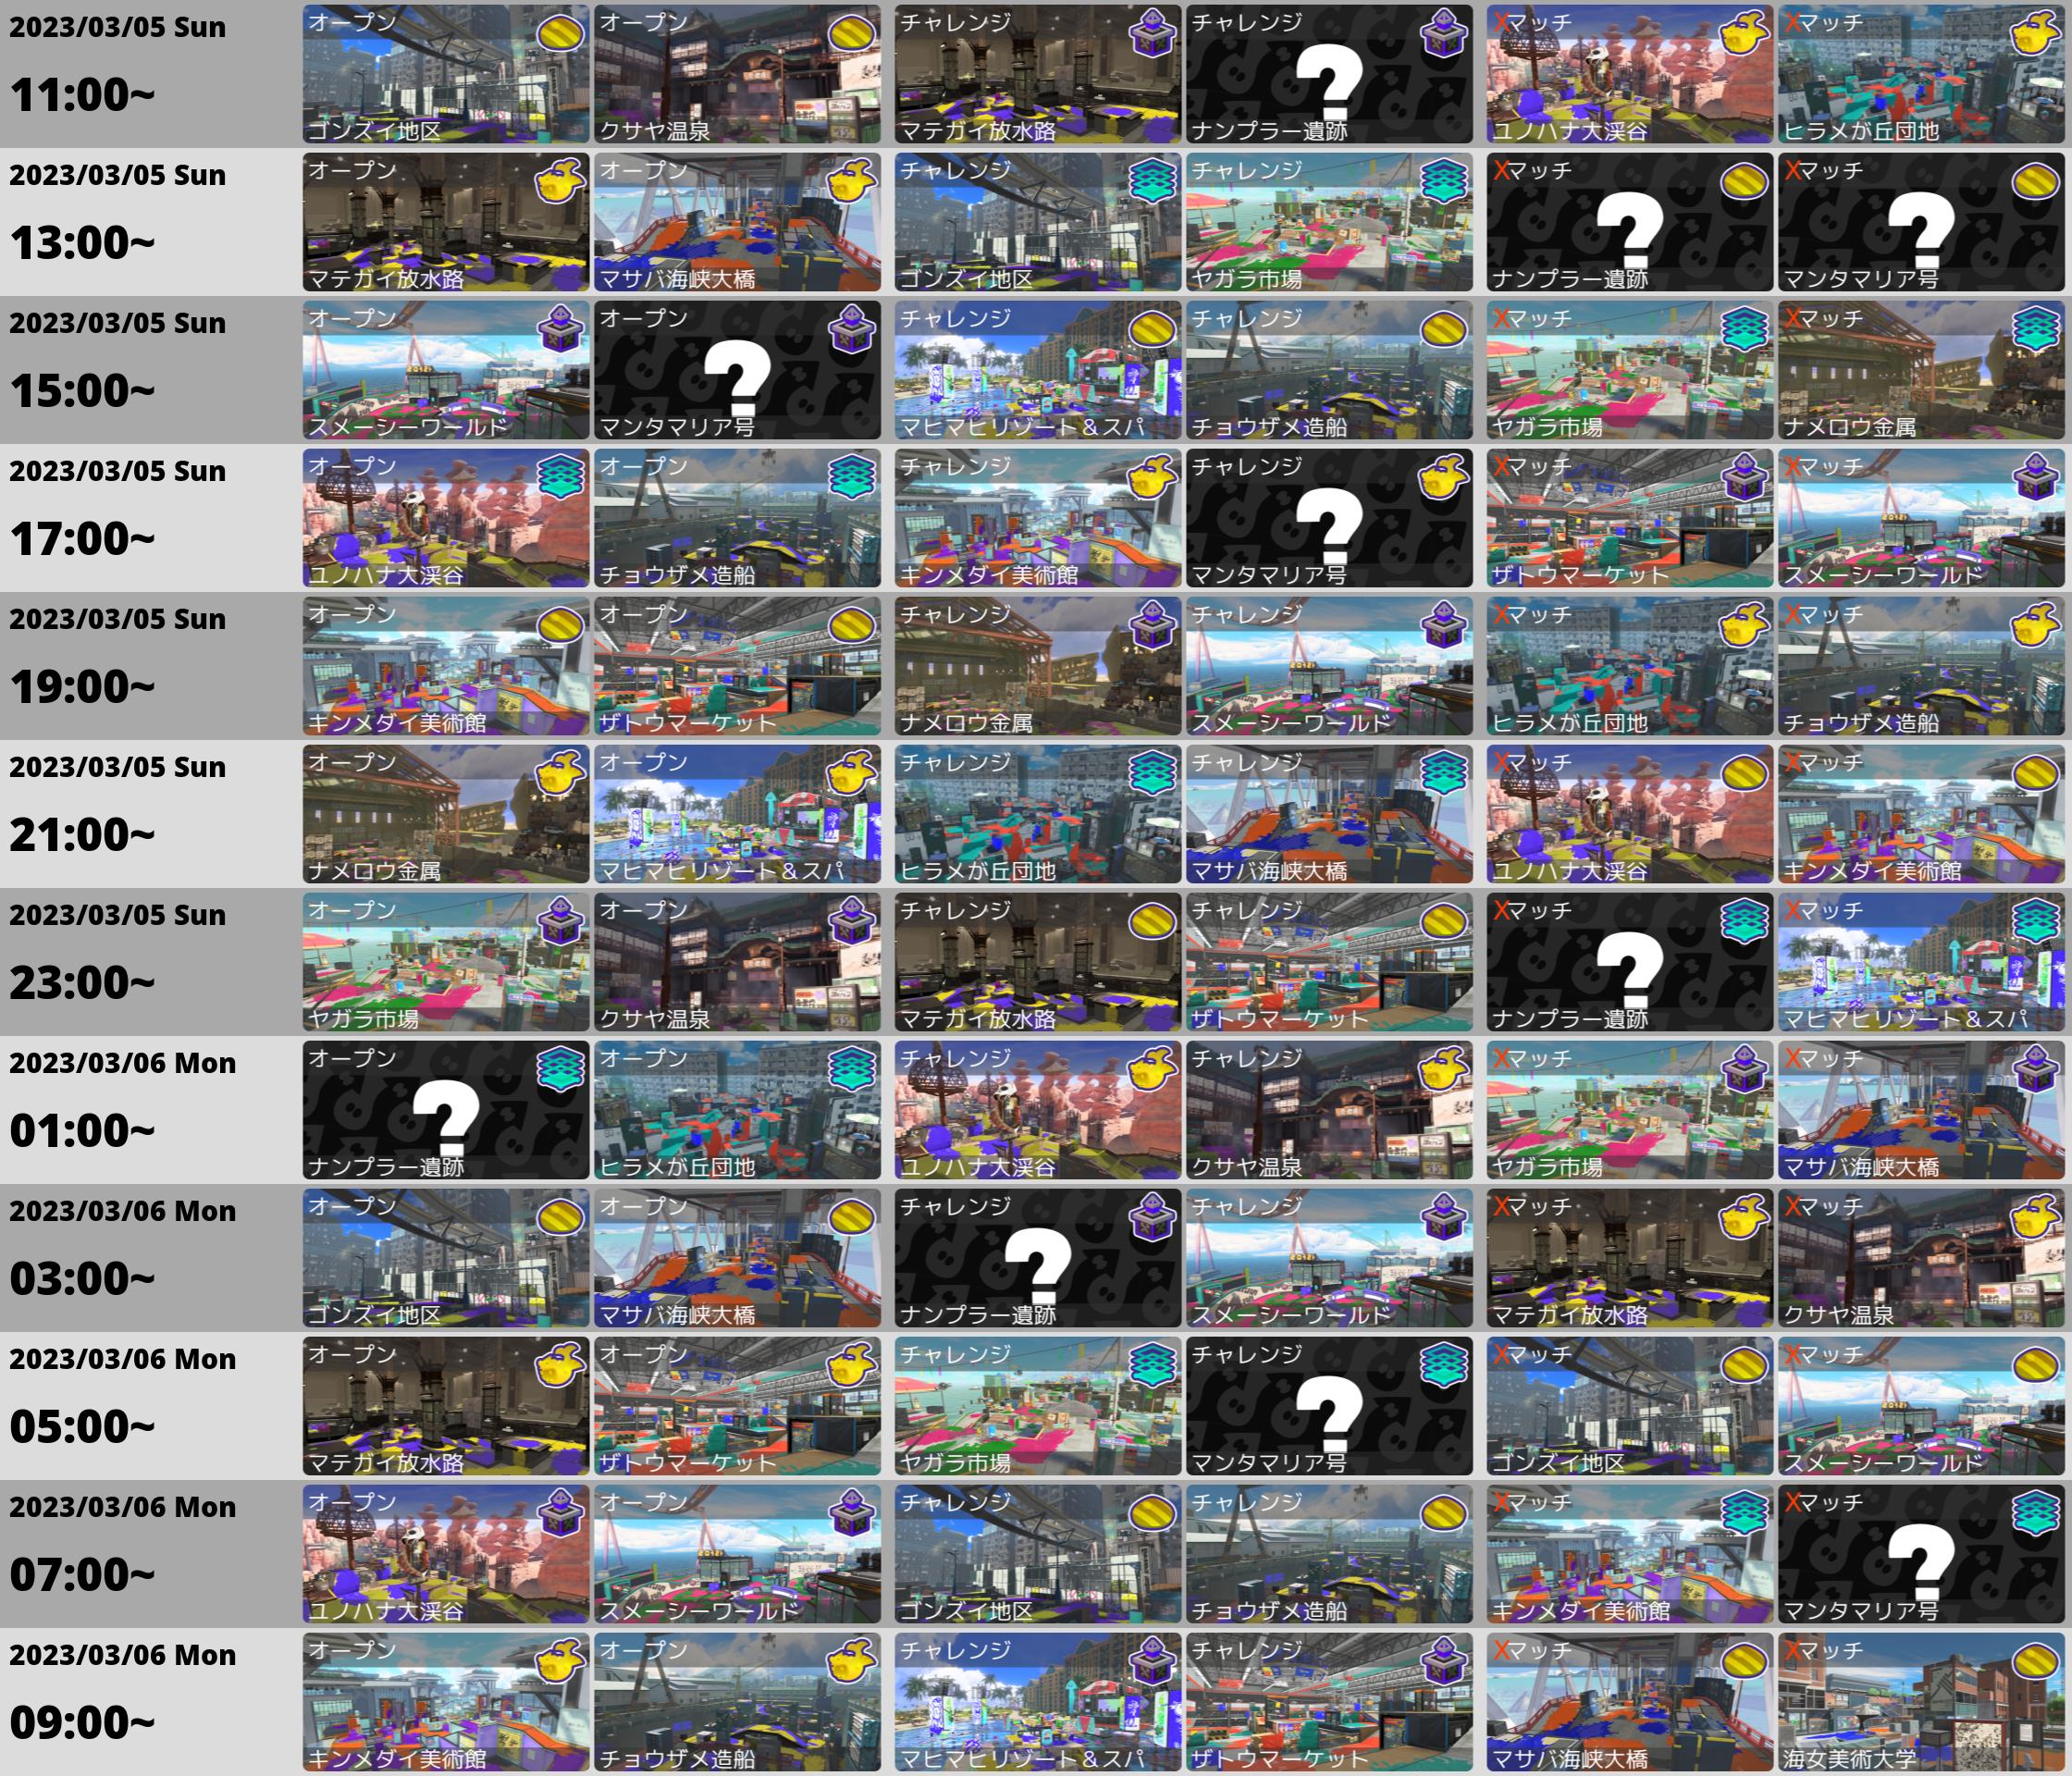 2023/03/05 Sun
11:00~
オープン
ゴンズイ地区
オープン
クサヤ温泉
チャレンジ
マテガイ放水路
チャレンジ
?
ナンプラー遺跡
Xマッチ
ユノハナ大渓谷
Xマッチ
ヒラメが丘団地
2023/03/05 Sun
13:00~
オープン
マテガイ放水路
オープン
マサバ海峡大橋
チャレンジ
ゴンズイ地区
チャレンジ
ヤガラ市場
Xマッチ
?
ナンプラー遺跡
Xマッチ
?
マンタマリア号
2023/03/05 Sun
15:00~
オープン
スメーシーワールド
オープン
?
マンタマリア号
チャレンジ
マヒマヒリゾート&スパ
チャレンジ
チョウザメ造船
Xマッチ
ヤガラ市場
Xマッチ
ナメロウ金属
2023/03/05 Sun
17:00~
オープン
ユノハナ大渓谷
オープン
チョウザメ造船
チャレンジ
キンメダイ美術館
チャレンジ
?
マンタマリア号
Xマッチ
ザトウマーケット
Xマッチ
スメーシーワールド
2023/03/05 Sun
19:00~
オープン
キンメダイ美術館
オープン
ザトウマーケット
チャレンジ
ナメロウ金属
チャレンジ
スメーシーワールド
Xマッチ
ヒラメが丘団地
Xマッチ
チョウザメ造船
2023/03/05 Sun
21:00~
オープン
ナメロウ金属
オープン
マヒマヒリゾート&スパ
チャレンジ
ヒラメが丘団地
チャレンジ
マサバ海峡大橋
Xマッチ
ユノハナ大渓谷
Xマッチ
キンメダイ美術館
2023/03/05 Sun
23:00~
オープン
ヤガラ市場
オープン
クサヤ温泉
チャレンジ
マテガイ放水路
チャレンジ
ザトウマーケット
Xマッチ
?
ナンプラー遺跡
Xマッチ
マヒマヒリゾート&スパ
2023/03/06 Mon
01:00~
オープン
?
ナンプラー遺跡
オープン
ヒラメが丘団地
チャレンジ
ユノハナ大渓谷
チャレンジ
クサヤ温泉
Xマッチ
ヤガラ市場
Xマッチ
マサバ海峡大橋
2023/03/06 Mon
03:00~
オープン
ゴンズイ地区
オープン
マサバ海峡大橋
チャレンジ
?
ナンプラー遺跡
チャレンジ
スメーシーワールド
Xマッチ
マテガイ放水路
Xマッチ
クサヤ温泉
2023/03/06 Mon
05:00~
オープン
マテガイ放水路
オープン
ザトウマーケット
チャレンジ
ヤガラ市場
チャレンジ
?
マンタマリア号
Xマッチ
ゴンズイ地区
Xマッチ
スメーシーワールド
2023/03/06 Mon
07:00~
オープン
ユノハナ大渓谷
オープン
スメーシーワールド
チャレンジ
ゴンズイ地区
チャレンジ
チョウザメ造船
Xマッチ
キンメダイ美術館
Xマッチ
?
マンタマリア号
2023/03/06 Mon
09:00~
オープン
キンメダイ美術館
オープン
チョウザメ造船
チャレンジ
マヒマヒリゾート&スパ
チャレンジ
ザトウマーケット
Xマッチ
マサバ海峡大橋
Xマッチ
海女美術大学